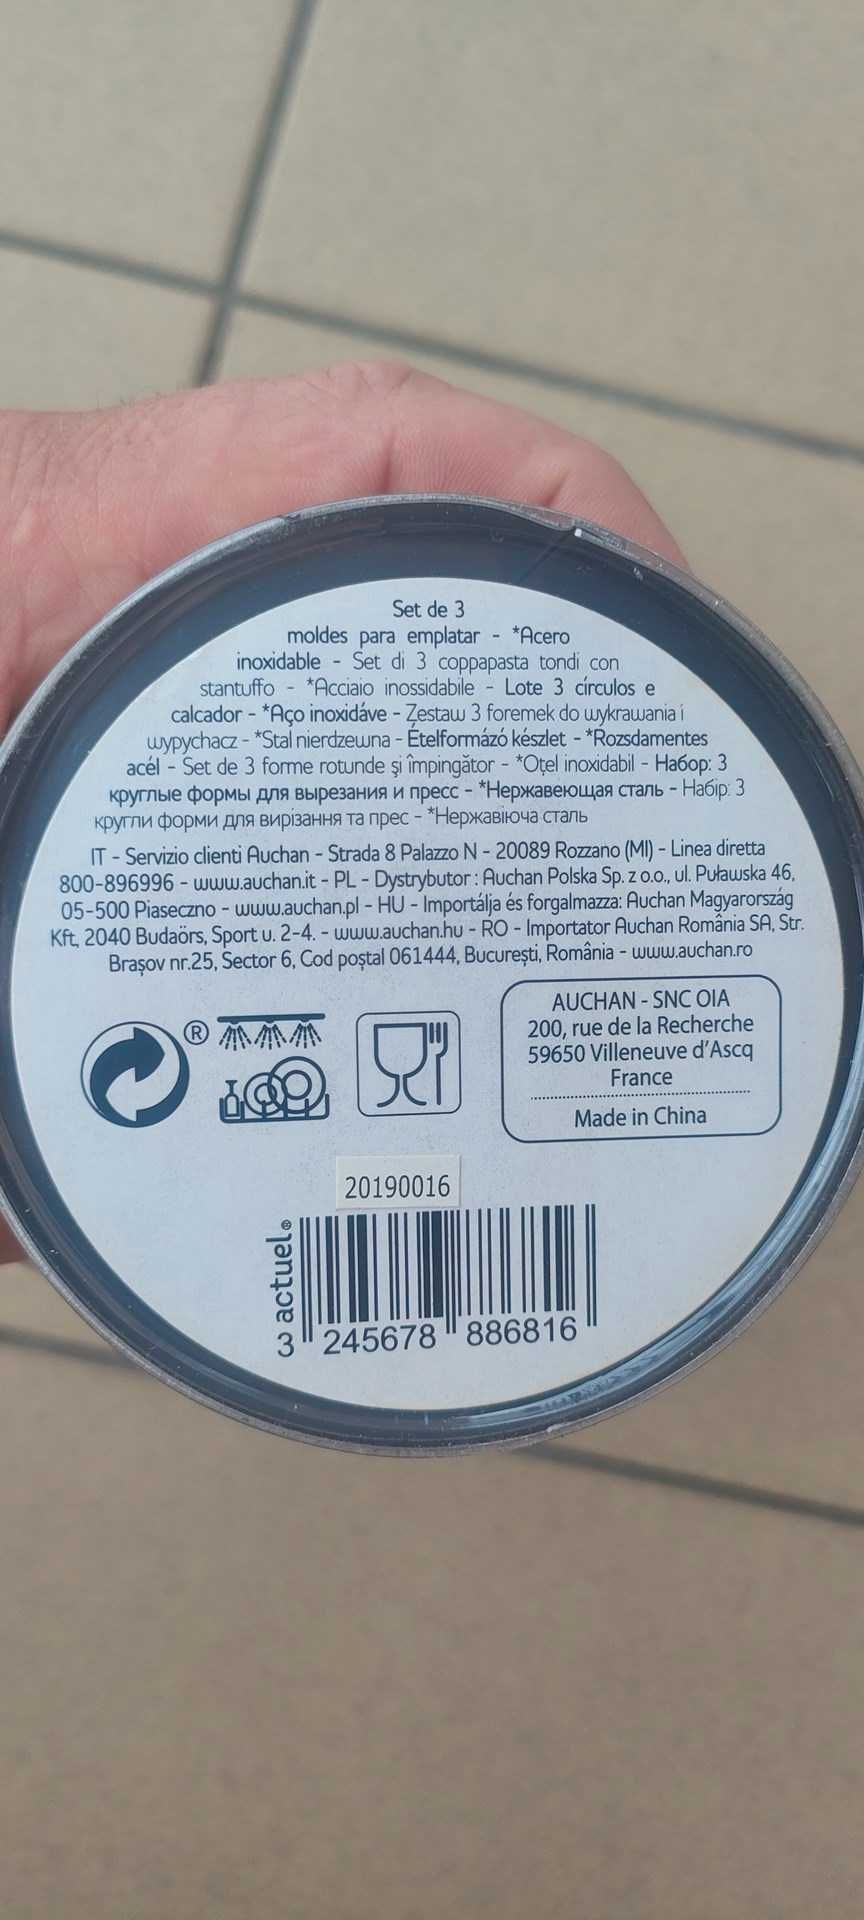 Set de 3
moldes para emplatar - *Acero
inoxidable - Set di 3 coppapasta tondi con
stantuffo - *Acciaio inossidabile - Lote 3 círculos e
calcador - *Aço inoxidáve - Zestaw 3 foremek do wykrawania i
wypychacz - *Stal nierdzewna - Ételformázó készlet - *Rozsdamentes
acél - Set de 3 forme rotunde și împingător - *Oțel inoxidabil - Набор: 3
круглые формы для вырезания и пресс - *Нержавеющая сталь - Набір: 3
кругли форми для вирізання та прес - *Нержавіюча сталь
IT - Servizio clienti Auchan - Strada 8 Palazzo N - 20089 Rozzano (MI) - Linea diretta
800-896996 - www.auchan.it - PL - Dystrybutor : Auchan Polska Sp. z o.o., ul. Puławska 46,
05-500 Piaseczno - www.auchan.pl - HU - Importálja és forgalmazza: Auchan Magyarország
Kft, 2040 Budaörs, Sport u. 2-4. - www.auchan.hu - RO - Importator Auchan România SA, Str.
Brașov nr.25, Sector 6, Cod poștal 061444, București, România - www.auchan.ro
®
AUCHAN - SNC OIA
200, rue de la Recherche
59650 Villeneuve d'Ascq
France
Made in China
20190016
actuel®
3 245678 886816